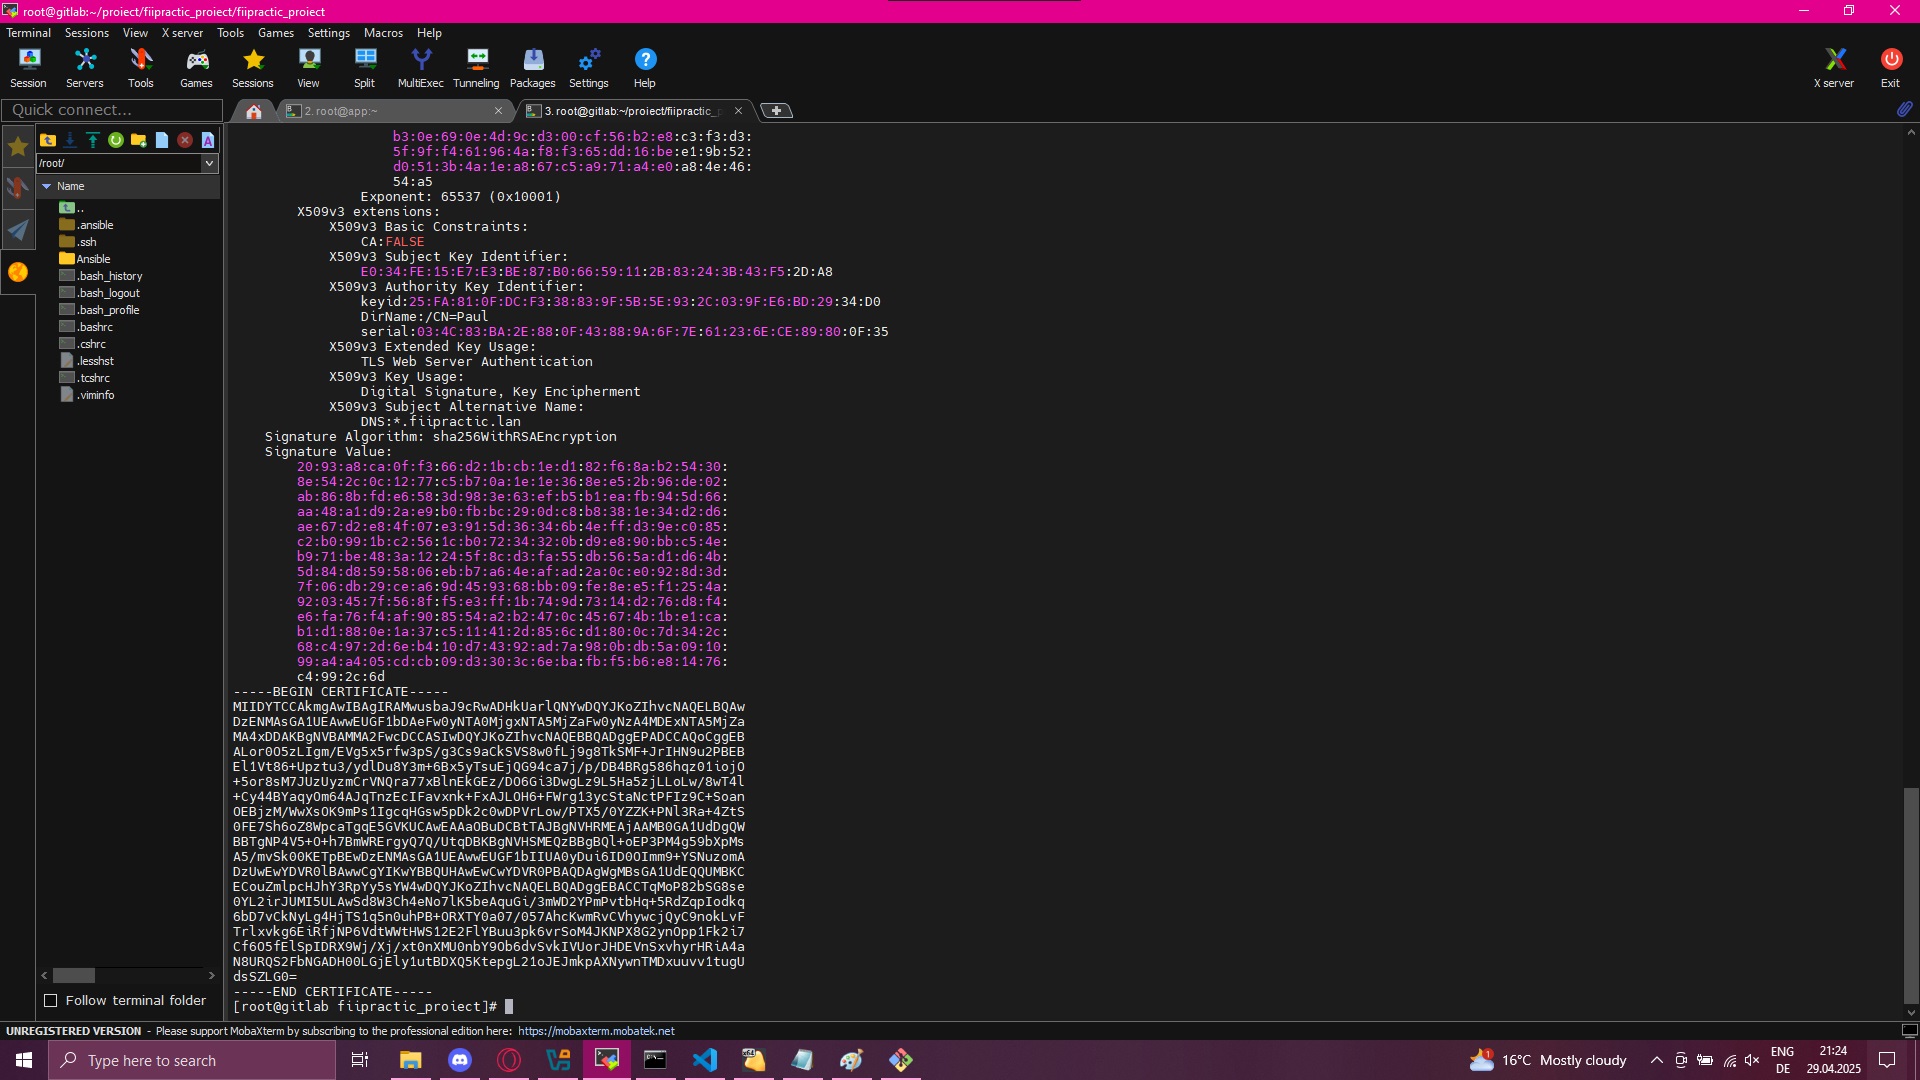 root@gitlab:~/proiect/fiipractic_proiect/fiipractic_proiect
Terminal Sessions View X server Tools Games Settings Macros Help
Session Servers Tools Games Sessions View Split MultiExec Tunneling Packages Settings Help X server Exit
Quick connect...
2. root@app:~
3. root@gitlab:~/proiect/fiipractic_p
/root/
Name
..
.ansible
.ssh
Ansible
.bash_history
.bash_logout
.bash_profile
.bashrc
.cshrc
.lesshst
.tcshrc
.viminfo
Follow terminal folder
b3:0e:69:0e:4d:9c:d3:00:cf:56:b2:e8:c3:f3:d3:
5f:9f:f4:61:96:4a:f8:f3:65:dd:16:be:e1:9b:52:
d0:51:3b:4a:1e:a8:67:c5:a9:71:a4:e0:a8:4e:46:
54:a5
Exponent: 65537 (0x10001)
X509v3 extensions:
X509v3 Basic Constraints:
CA:FALSE
X509v3 Subject Key Identifier:
E0:34:FE:15:E7:E3:BE:87:B0:66:59:11:2B:83:24:3B:43:F5:2D:A8
X509v3 Authority Key Identifier:
keyid:25:FA:81:0F:DC:F3:38:83:9F:5B:5E:93:2C:03:9F:E6:BD:29:34:D0
DirName:/CN=Paul
serial:03:4C:83:BA:2E:88:0F:43:88:9A:6F:7E:61:23:6E:CE:89:80:0F:35
X509v3 Extended Key Usage:
TLS Web Server Authentication
X509v3 Key Usage:
Digital Signature, Key Encipherment
X509v3 Subject Alternative Name:
DNS:*.fiipractic.lan
Signature Algorithm: sha256WithRSAEncryption
Signature Value:
20:93:a8:ca:0f:f3:66:d2:1b:cb:1e:d1:82:f6:8a:b2:54:30:
8e:54:2c:0c:12:77:c5:b7:0a:1e:1e:36:8e:e5:2b:96:de:02:
ab:86:8b:fd:e6:58:3d:98:3e:63:ef:b5:b1:ea:fb:94:5d:66:
aa:48:a1:d9:2a:e9:b0:fb:bc:29:0d:c8:b8:38:1e:34:d2:d6:
ae:67:d2:e8:4f:07:e3:91:5d:36:34:6b:4e:ff:d3:9e:c0:85:
c2:b0:99:1b:c2:56:1c:b0:72:34:32:0b:d9:e8:90:bb:c5:4e:
b9:71:be:48:3a:12:24:5f:8c:d3:fa:55:db:56:5a:d1:d6:4b:
5d:84:d8:59:58:06:eb:b7:a6:4e:af:ad:2a:0c:e0:92:8d:3d:
7f:06:db:29:ce:a6:9d:45:93:68:bb:09:fe:8e:e5:f1:25:4a:
92:03:45:7f:56:8f:f5:e3:ff:1b:74:9d:73:14:d2:76:d8:f4:
e6:fa:76:f4:af:90:85:54:a2:b2:47:0c:45:67:4b:1b:e1:ca:
b1:d1:88:0e:1a:37:c5:11:41:2d:85:6c:d1:80:0c:7d:34:2c:
68:c4:97:2d:6e:b4:10:d7:43:92:ad:7a:98:0b:db:5a:09:10:
99:a4:a4:05:cd:cb:09:d3:30:3c:6e:ba:fb:f5:b6:e8:14:76:
c4:99:2c:6d
-----BEGIN CERTIFICATE-----
MIIDYTCCAkmgAwIBAgIRAMwusbaJ9cRwADHkUarlQNYwDQYJKoZIhvcNAQELBQAw
DzENMAsGA1UEAwwEUGF1bDAeFw0yNTA0MjgxNTA5MjZaFw0yNzA4MDExNTA5MjZa
MA4xDDAKBgNVBAMMA2FwcDCCASIwDQYJKoZIhvcNAQEBBQADggEPADCCAQoCggEB
ALor0O5zLIgm/EVg5x5rfw3pS/g3Cs9aCkSVS8w0fLj9g8TkSMF+JrIHN9u2PBEB
El1Vt86+Upztu3/ydlDu8Y3m+6Bx5yTsuEjQG94ca7j/p/DB4BRg586hqz01iojO
+5or8sM7JUzUyzmCrVNQra77xBlnEkGEz/DO6Gi3DwgLz9L5Ha5zjLLoLw/8wT4l
+Cy44BYaqyOm64AJqTnzEcIFavxnk+FxAJLOH6+FWrg13ycStaNctPFIz9C+Soan
OEBjzM/WwXsOK9mPs1IgcqHGsw5pDk2c0wDPVrLow/PTX5/0YZZK+PNl3Ra+4ZtS
0FE7Sh6oZ8WpcaTgqE5GVKUCAwEAAaOBuDCBtTAJBgNVHRMEAjAAMB0GA1UdDgQW
BBTgNP4V5+O+h7BmWRErgyQ7Q/UtqDBKBgNVHSMEQzBBgBQl+oEP3PM4g59bXpMs
A5/mvSk00KETpBEwDzENMAsGA1UEAwwEUGF1bIIUA0yDui6ID0OImm9+YSNuzomA
DzUwEwYDVR0lBAwwCgYIKwYBBQUHAwEwCwYDVR0PBAQDAgWgMBsGA1UdEQQUMBKC
ECouZmlpcHJhY3RpYy5sYW4wDQYJKoZIhvcNAQELBQADggEBACCTqMoP82bSG8se
0YL2irJUMI5ULAwSd8W3Ch4eNo7lK5beAquGi/3mWD2YPmPvtbHq+5RdZqpIodkq
6bD7vCkNyLg4HjTS1q5n0uhPB+ORXTY0a07/057AhcKwmRvCVhywcjQyC9nokLvF
Trlxvkg6EiRfjNP6VdtWWtHWS12E2FlYBuu3pk6vrSoM4JKNPX8G2ynOpp1Fk2i7
Cf6O5fElSpIDRX9Wj/Xj/xt0nXMU0nbY9Ob6dvSvkIVUorJHDEVnSxvhyrHRiA4a
N8URQS2FbNGADH00LGjEly1utBDXQ5KtepgL21oJEJmkpAXNywnTMDxuuvv1tugU
dsSZLG0=
-----END CERTIFICATE-----
[root@gitlab fiipractic_proiect]#
UNREGISTERED VERSION - Please support MobaXterm by subscribing to the professional edition here: https://mobaxterm.mobatek.net
Type here to search
16°C Mostly cloudy
ENG
DE
21:24
29.04.2025